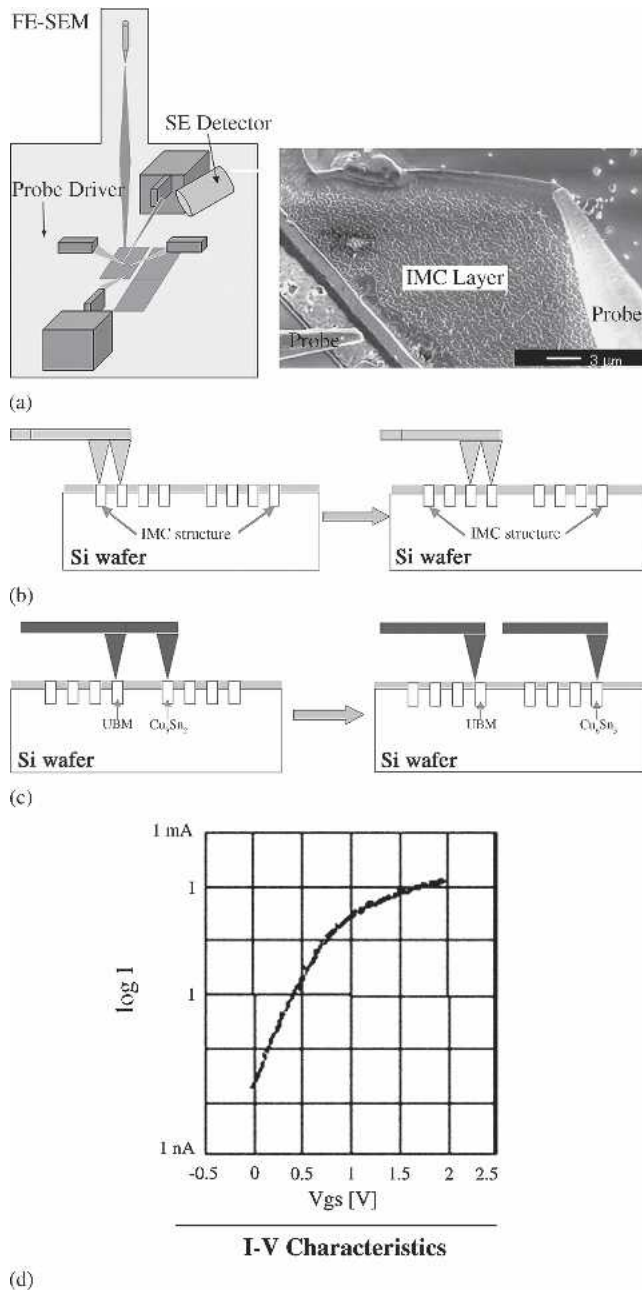 FE-SEM
SE Detector
Probe Driver
IMC Layer
Probe
Probe
3 μm
(a)
IMC structure
Si wafer
IMC structure
Si wafer
(b)
UBM
Cu₆Sn₅
Si wafer
UBM
Cu₆Sn₅
Si wafer
(c)
1 mA
1
1
1 nA
log 1
-0.5 0 0.5 1 1.5 2 2.5
Vgs [V]
I-V Characteristics
(d)